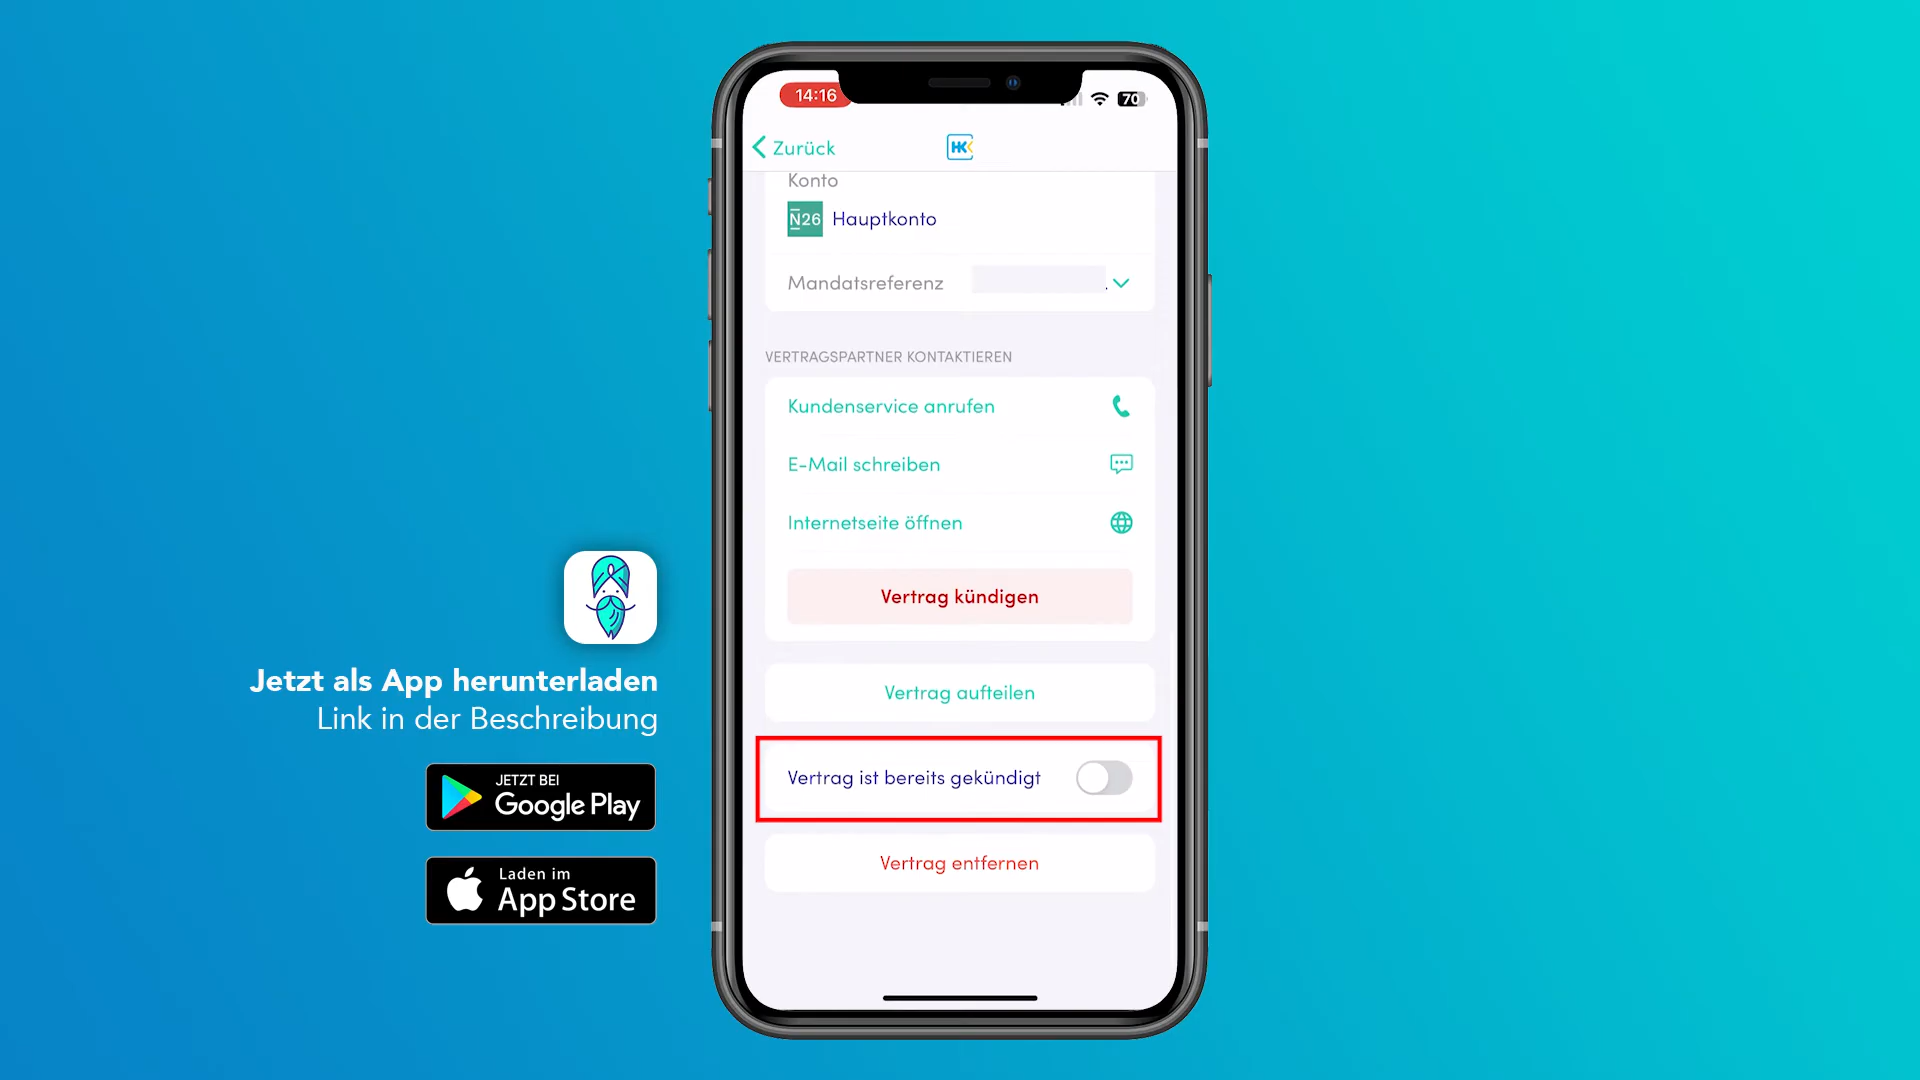 14:16
70
Zurück
HK
Konto
N26 Hauptkonto
Mandatsreferenz
VERTRAGSPARTNER KONTAKTIEREN
Kundenservice anrufen
E-Mail schreiben
Internetseite öffnen
Vertrag kündigen
Vertrag aufteilen
Vertrag ist bereits gekündigt
Vertrag entfernen
Jetzt als App herunterladen
Link in der Beschreibung
JETZT BEI
Google Play
Laden im
App Store